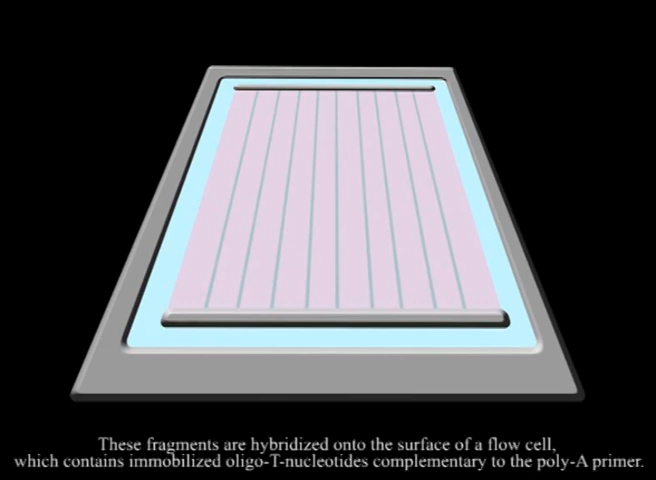 These fragments are hybridized onto the surface of a flow cell,
which contains immobilized oligo-T-nucleotides complementary to the poly-A primer.